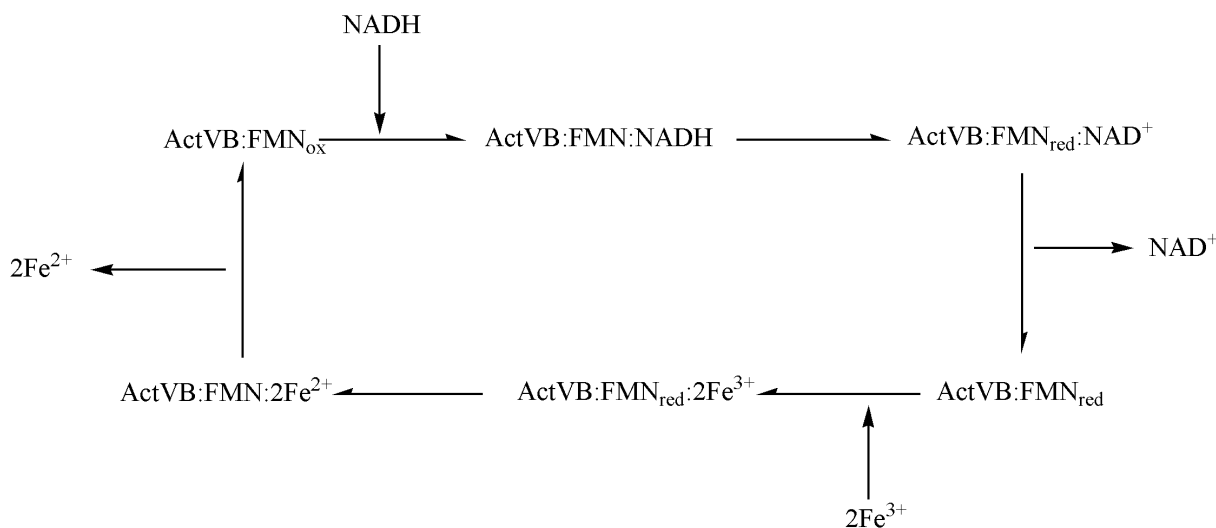 NADH
ActVB:FMNox ActVB:FMN:NADH ActVB:FMNred:NAD⁺
2Fe²⁺ NAD⁺
ActVB:FMN:2Fe²⁺ ActVB:FMNred:2Fe³⁺ ActVB:FMNred
2Fe³⁺